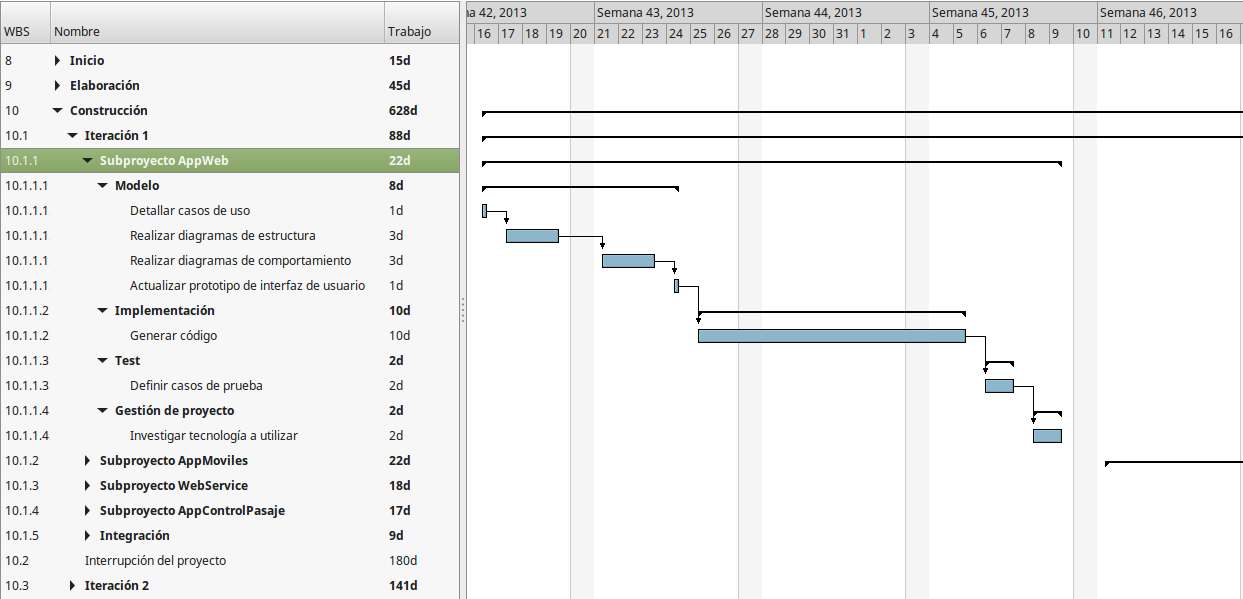 na 42, 2013 Semana 43, 2013 Semana 44, 2013 Semana 45, 2013 Semana 46, 2013
WBS Nombre Trabajo 16 17 18 19 20 21 22 23 24 25 26 27 28 29 30 31 1 2 3 4 5 6 7 8 9 10 11 12 13 14 15 16
8 Inicio 15d
9 Elaboración 45d
10 Construcción 628d
10.1 Iteración 1 88d
10.1.1 Subproyecto AppWeb 22d
10.1.1.1 Modelo 8d
10.1.1.1 Detallar casos de uso 1d
10.1.1.1 Realizar diagramas de estructura 3d
10.1.1.1 Realizar diagramas de comportamiento 3d
10.1.1.1 Actualizar prototipo de interfaz de usuario 1d
10.1.1.2 Implementación 10d
10.1.1.2 Generar código 10d
10.1.1.3 Test 2d
10.1.1.3 Definir casos de prueba 2d
10.1.1.4 Gestión de proyecto 2d
10.1.1.4 Investigar tecnología a utilizar 2d
10.1.2 Subproyecto AppMoviles 22d
10.1.3 Subproyecto WebService 18d
10.1.4 Subproyecto AppControlPasaje 17d
10.1.5 Integración 9d
10.2 Interrupción del proyecto 180d
10.3 Iteración 2 141d